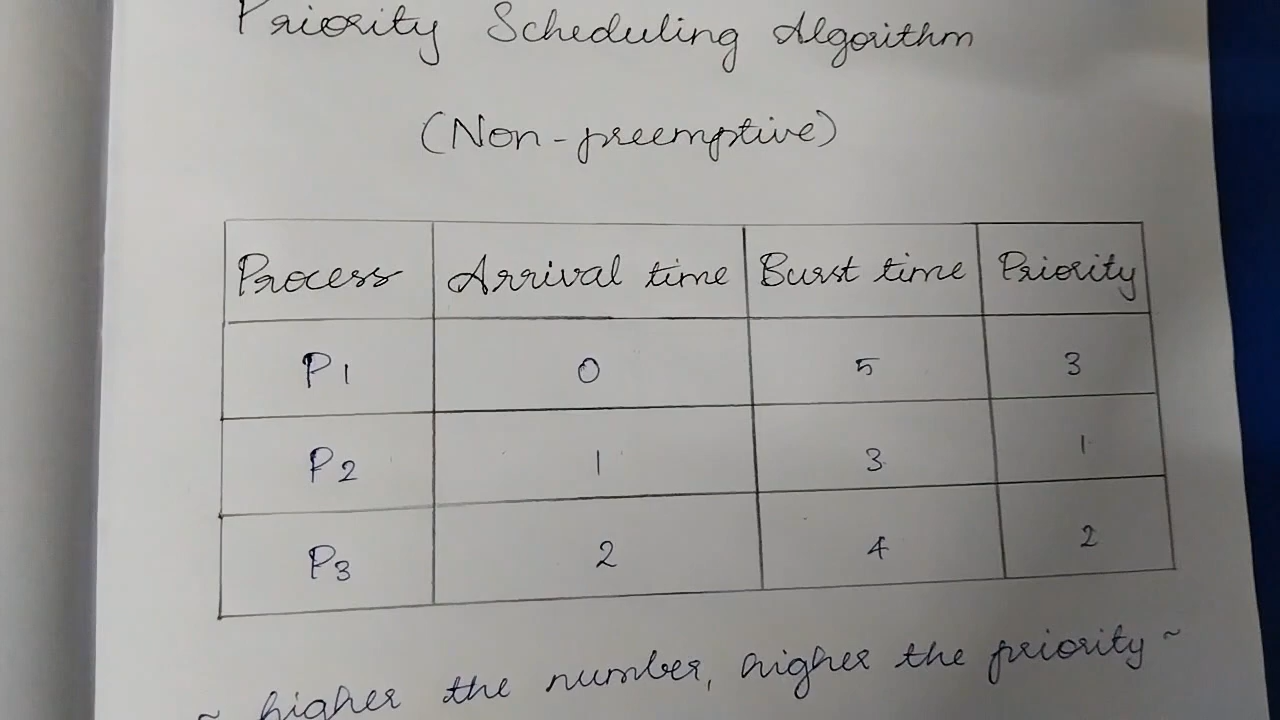 Priority Scheduling Algorithm
(Non-preemptive)
Process Arrival time Burst time Priority
P1 0 5 3
P2 1 3 1
P3 2 4 2
~ higher the number, higher the priority ~